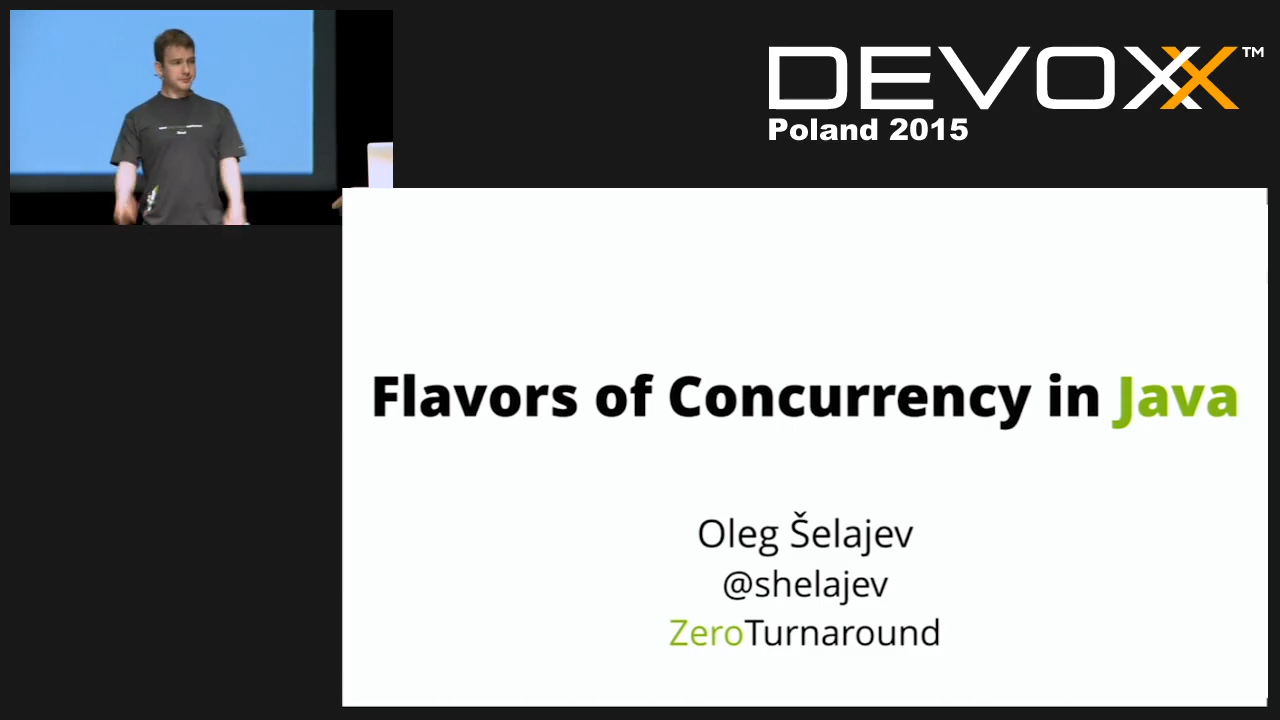 DEVOXX™
Poland 2015
Flavors of Concurrency in Java
Oleg Šelajev
@shelajev
ZeroTurnaround